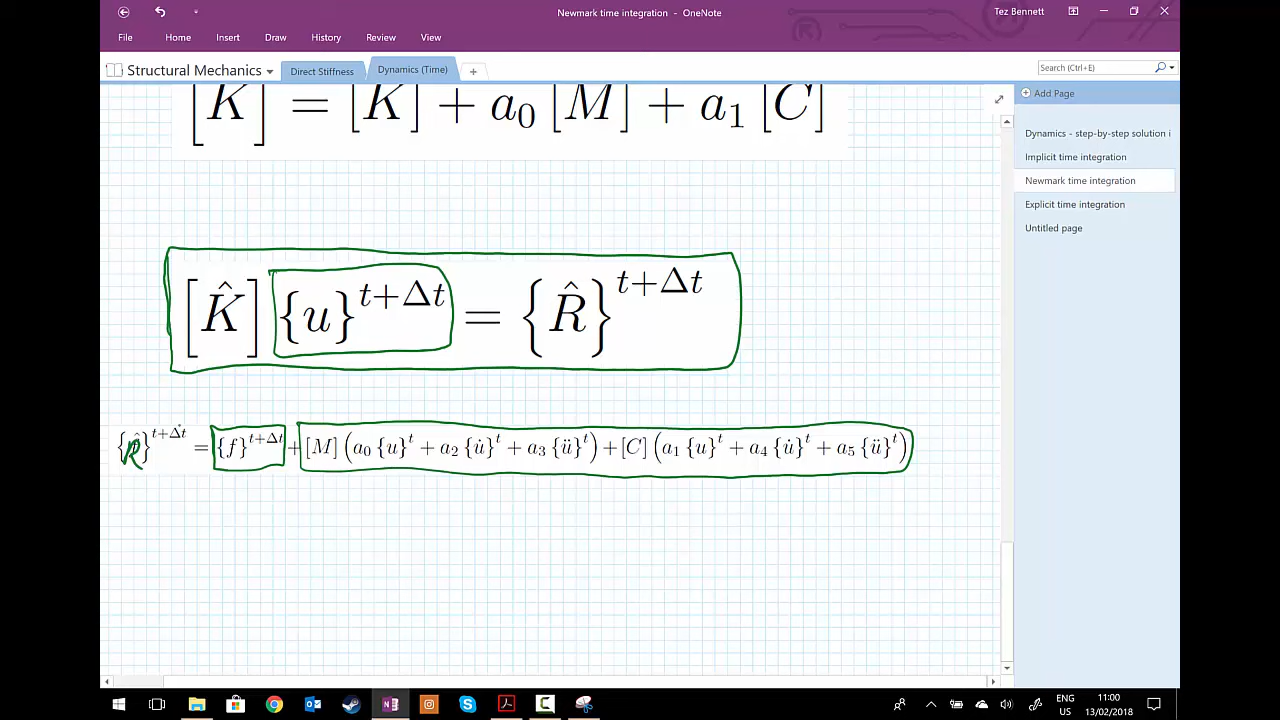 Newmark time integration - OneNote
Tez Bennett
File Home Insert Draw History Review View
Structural Mechanics Direct Stiffness Dynamics (Time) +
Search (Ctrl+E)
Add Page
Dynamics - step-by-step solution i
Implicit time integration
Newmark time integration
Explicit time integration
Untitled page
[K̂] = [K] + a₀ [M] + a₁ [C]
[K̂] {u}^{t+Δt} = {R̂}^{t+Δt}
{R̂}^{t+Δt} = {f}^{t+Δt} + [M] (a₀ {u}^t + a₂ {u̇}^t + a₃ {ü}^t) + [C] (a₁ {u}^t + a₄ {u̇}^t + a₅ {ü}^t)
ENG 11:00
US 13/02/2018